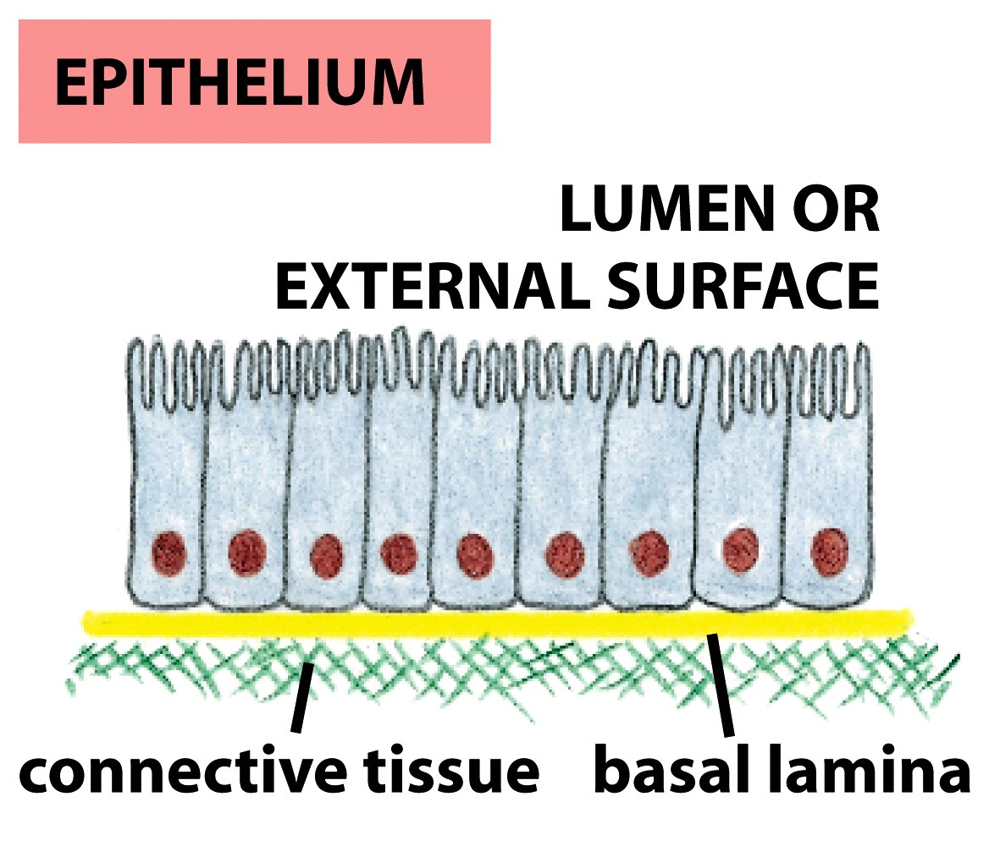 EPITHELIUM
LUMEN OR
EXTERNAL SURFACE
connective tissue
basal lamina